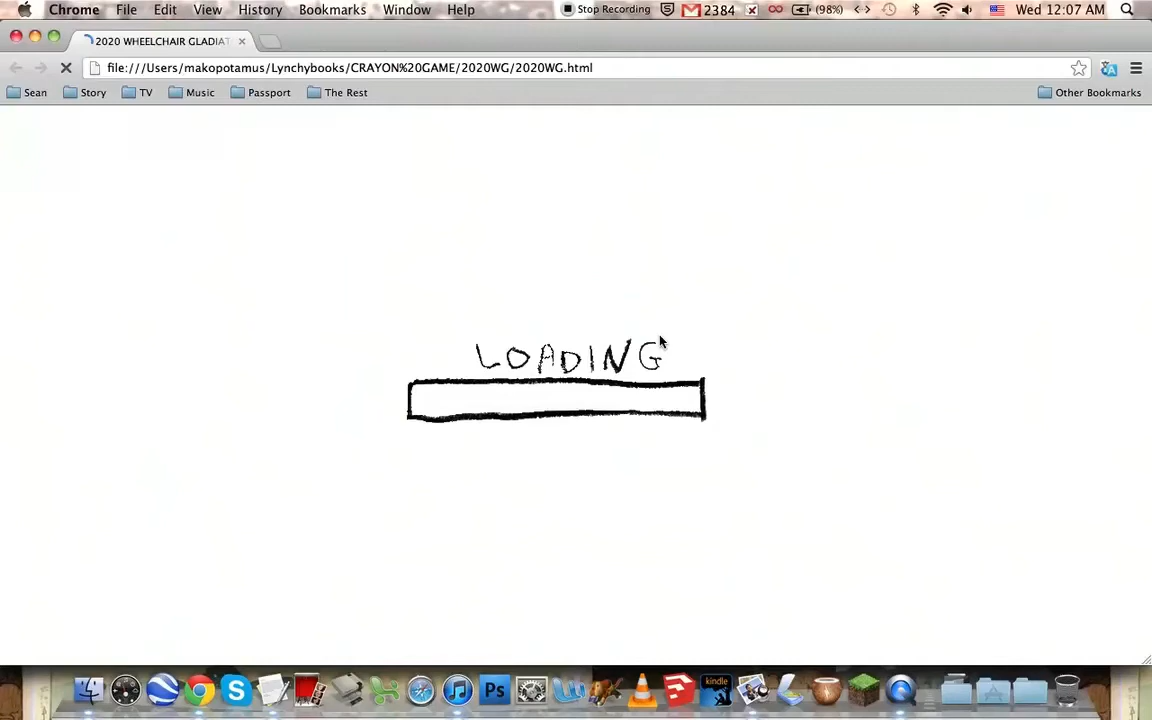 Chrome File Edit View History Bookmarks Window Help Stop Recording 2384 (98%) Wed 12:07 AM
2020 WHEELCHAIR GLADIAT
file:///Users/makopotamus/Lynchybooks/CRAYON%20GAME/2020WG/2020WG.html
Sean Story TV Music Passport The Rest Other Bookmarks
LOADING
Ps kindle